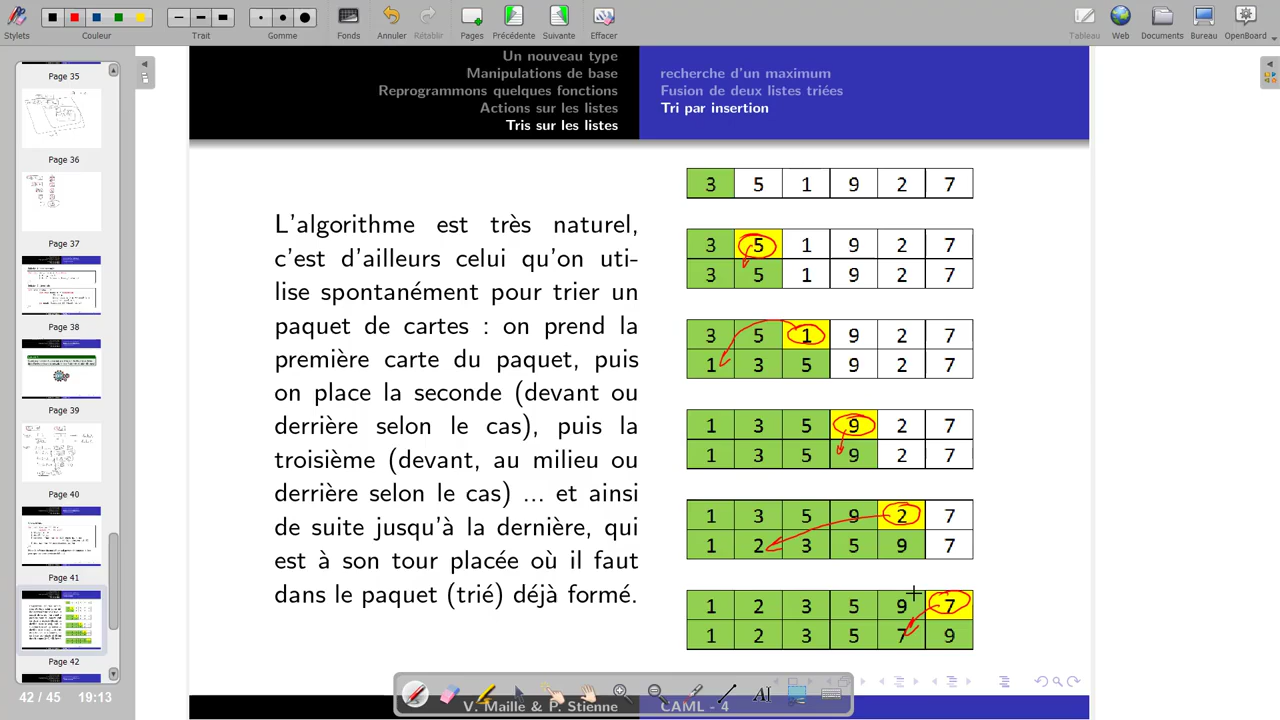 Stylets
Couleur
Trait
Gomme
Fonds
Annuler
Rétablir
Pages
Précédente
Suivante
Effacer
Tableau
Web
Documents
Bureau
OpenBoard
Page 35
Page 36
Page 37
Page 38
Page 39
Page 40
Page 41
Page 42
42 / 45
19:13
Un nouveau type
Manipulations de base
Reprogrammons quelques fonctions
Actions sur les listes
Tris sur les listes
recherche d'un maximum
Fusion de deux listes triées
Tri par insertion
L'algorithme est très naturel,
c'est d'ailleurs celui qu'on uti-
lise spontanément pour trier un
paquet de cartes : on prend la
première carte du paquet, puis
on place la seconde (devant ou
derrière selon le cas), puis la
troisième (devant, au milieu ou
derrière selon le cas) ... et ainsi
de suite jusqu'à la dernière, qui
est à son tour placée où il faut
dans le paquet (trié) déjà formé.
3 5 1 9 2 7
3 5 1 9 2 7
3 5 1 9 2 7
3 5 1 9 2 7
1 3 5 9 2 7
1 3 5 9 2 7
1 3 5 9 2 7
1 3 5 9 2 7
1 2 3 5 9 7
1 2 3 5 9 7
1 2 3 5 7 9
AI
V. Maille & P. Stienne
CAML - 4